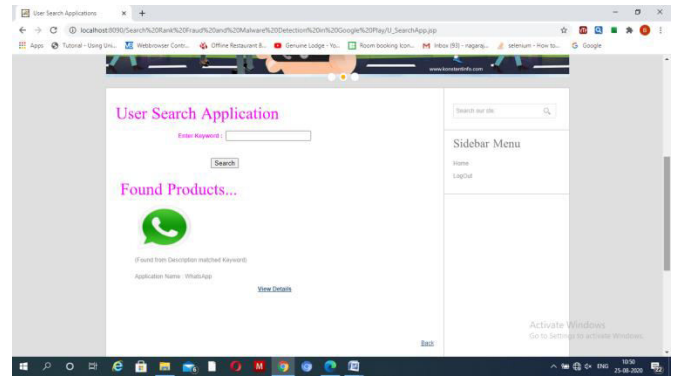 User Search Applications
localhost:8090/Search%20Rank%20Fraud%20and%20Malware%20Detection%20in%20Google%20Play/U_SearchApp.jsp
Apps
Tutorial - Using Uni...
Webbrowser Contr...
Offline Restaurant B...
Genuine Lodge - Yo...
Room booking Icon...
Inbox (93) - nagaraj...
selenium - How to...
Google
www.konstantinfo.com
User Search Application
Enter Keyword :
Search
Found Products...
(Found from Description matched Keyword)
Application Name : WhatsApp
View Details
Back
Search our site
Sidebar Menu
Home
LogOut
Activate Windows
Go to Settings to activate Windows.
ENG
10:50
25-08-2020